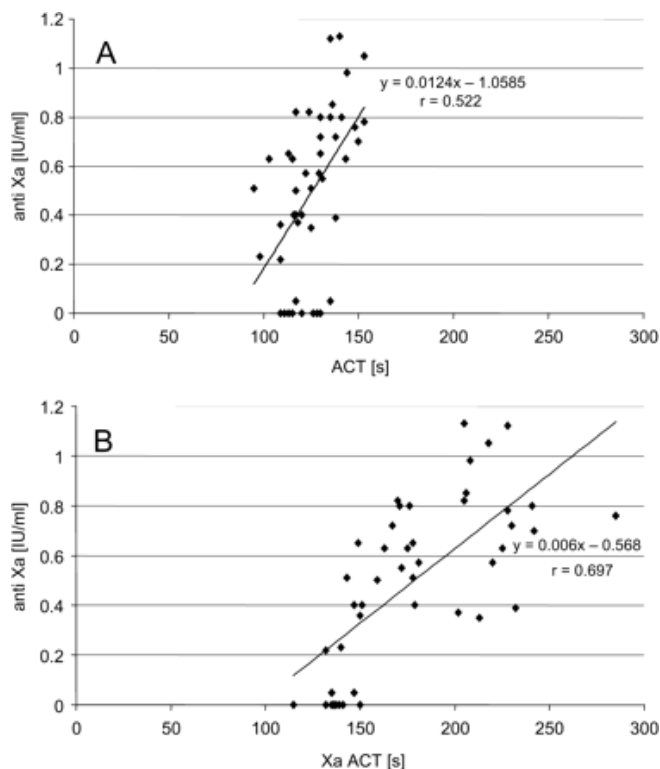 A
1.2
1
0.8
0.6
0.4
0.2
0
anti Xa [IU/ml]
y = 0.0124x – 1.0585
r = 0.522
0 50 100 150 200 250 300
ACT [s]
B
1.2
1
0.8
0.6
0.4
0.2
0
anti Xa [IU/ml]
y = 0.006x – 0.568
r = 0.697
0 50 100 150 200 250 300
Xa ACT [s]